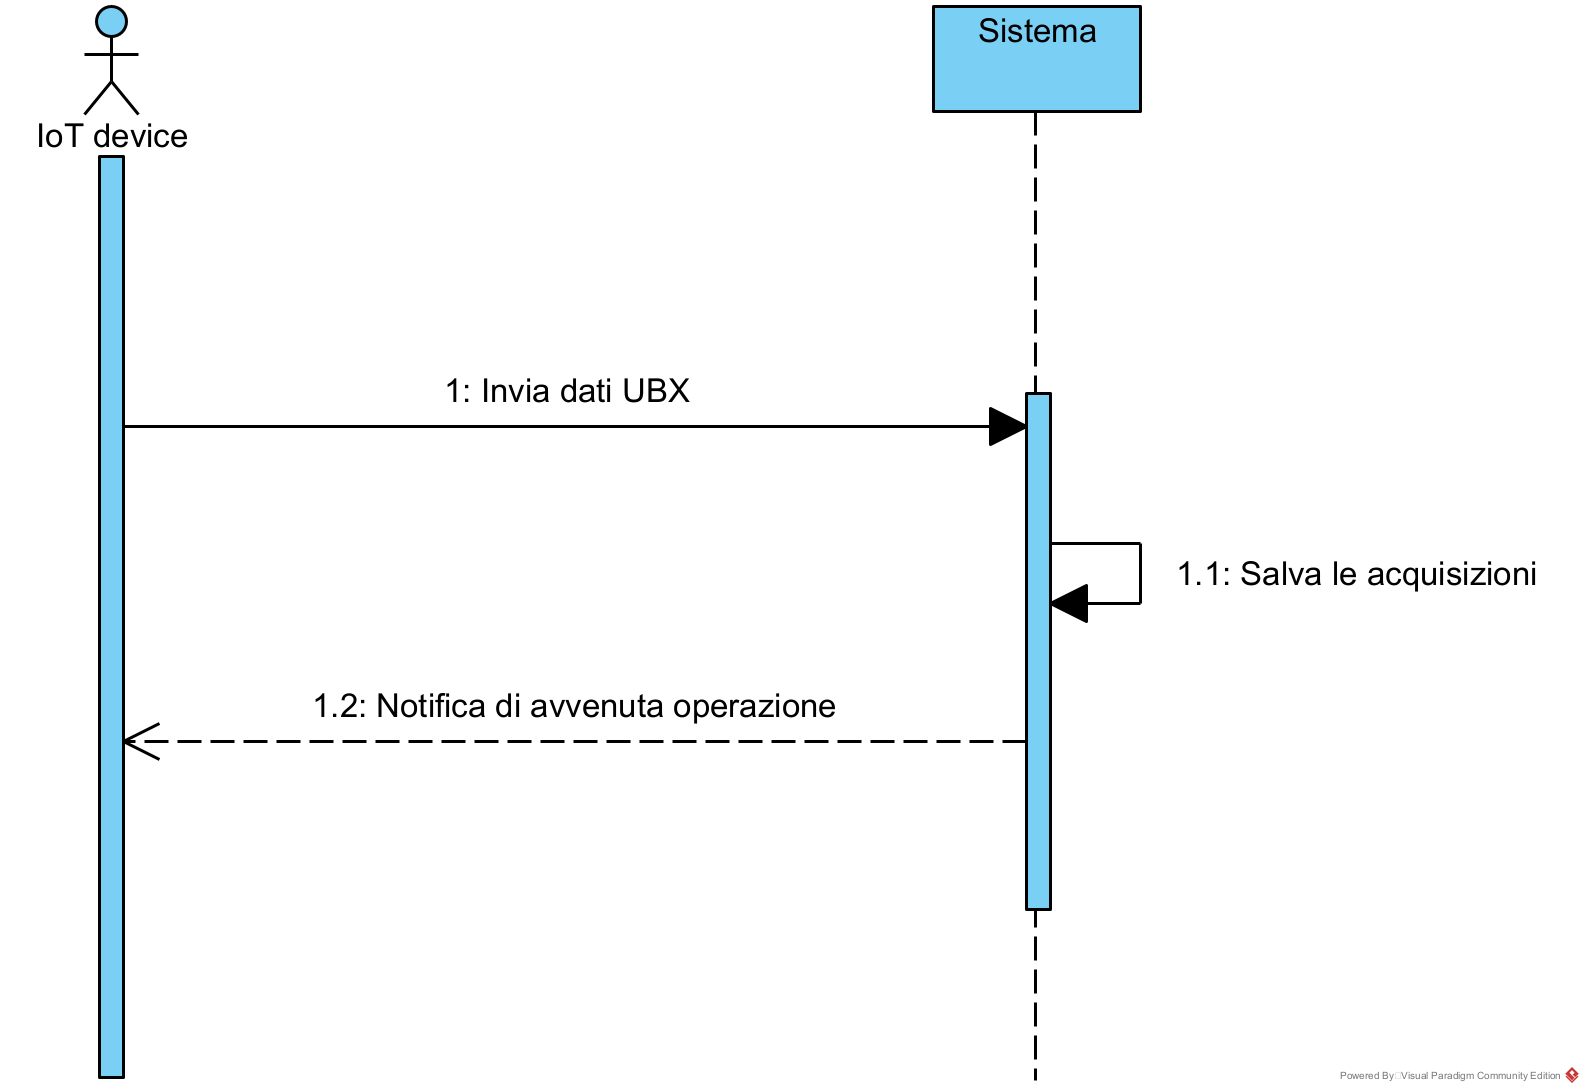 Sistema
IoT device
1: Invia dati UBX
1.1: Salva le acquisizioni
1.2: Notifica di avvenuta operazione
Powered By Visual Paradigm Community Edition